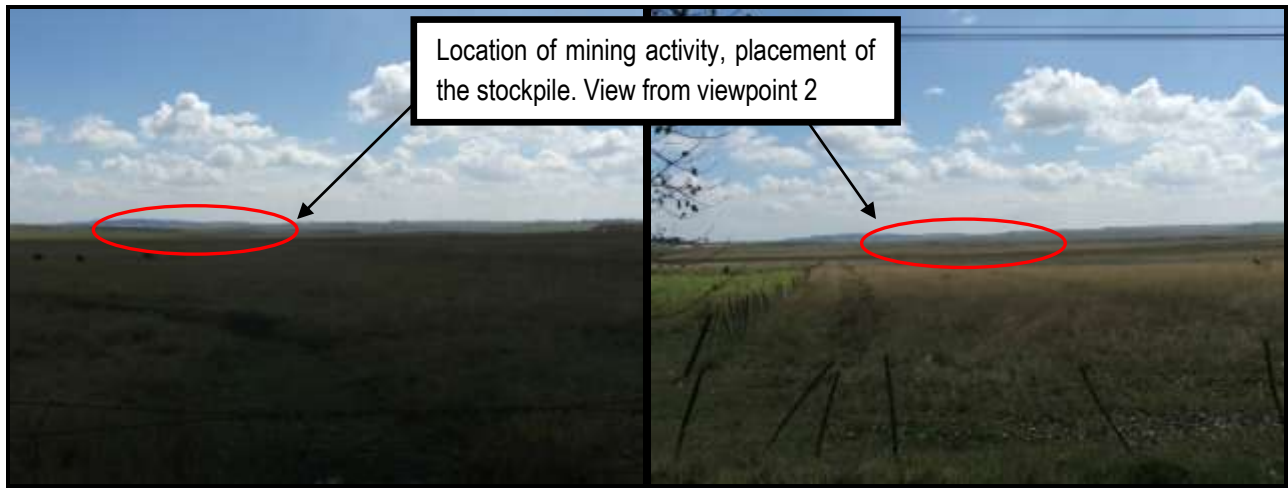 Location of mining activity, placement of
the stockpile. View from viewpoint 2